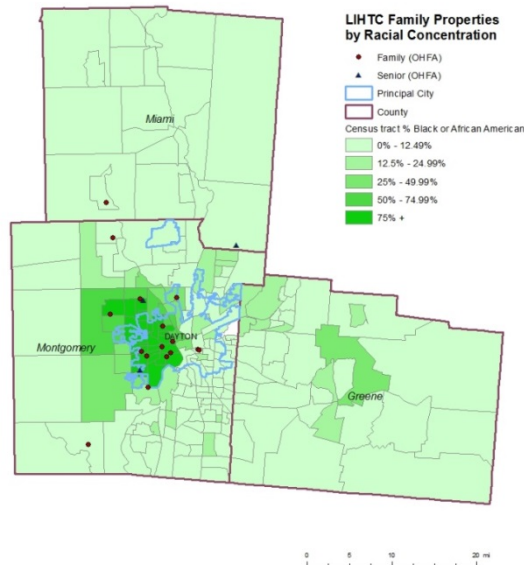 LIHTC Family Properties
by Racial Concentration
Family (OHFA)
Senior (OHFA)
Principal City
County
Census tract % Black or African American
0% - 12.49%
12.5% - 24.99%
25% - 49.99%
50% - 74.99%
75% +
Miami
DAYTON
Montgomery
Greene
0 5 10 20 mi